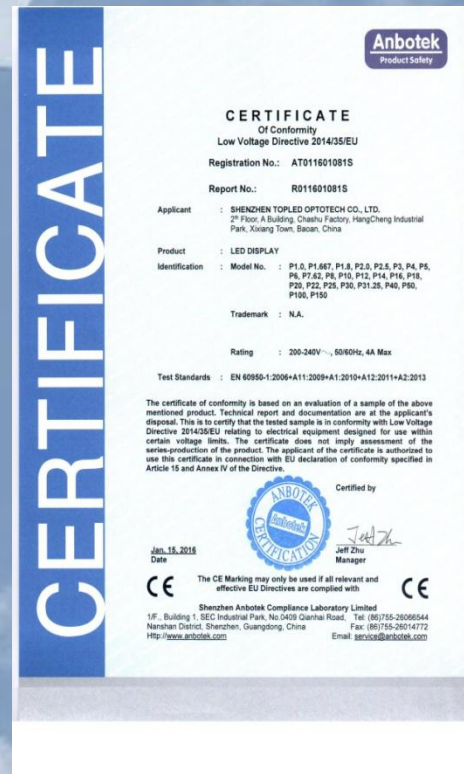 CERTIFICATE
Anbotek
Product Safety
CERTIFICATE
Of Conformity
Low Voltage Directive 2014/35/EU
Registration No.: AT011601081S
Report No.: R011601081S
Applicant : SHENZHEN TOPLED OPTOTECH CO., LTD.
2nd Floor, A Building, Chashu Factory, HangCheng Industrial
Park, Xixiang Town, Baoan, China
Product : LED DISPLAY
Identification : Model No. : P1.0, P1.667, P1.8, P2.0, P2.5, P3, P4, P5,
P6, P7.62, P8, P10, P12, P14, P16, P18,
P20, P22, P25, P30, P31.25, P40, P50,
P100, P150
Trademark : N.A.
Rating : 200-240V~, 50/60Hz, 4A Max
Test Standards : EN 60950-1:2006+A11:2009+A1:2010+A12:2011+A2:2013
The certificate of conformity is based on an evaluation of a sample of the above
mentioned product. Technical report and documentation are at the applicant's
disposal. This is to certify that the tested sample is in conformity with Low Voltage
Directive 2014/35/EU relating to electrical equipment designed for use within
certain voltage limits. The certificate does not imply assessment of the
series-production of the product. The applicant of the certificate is authorized to
use this certificate in connection with EU declaration of conformity specified in
Article 15 and Annex IV of the Directive.
Certified by
ANBOTEK
Anbotek
CERTIFICATION
Jan. 15, 2016
Date
Jeff Zhu
Manager
CE
The CE Marking may only be used if all relevant and
effective EU Directives are complied with
CE
Shenzhen Anbotek Compliance Laboratory Limited
1/F., Building 1, SEC Industrial Park, No.0409 Qianhai Road, Tel: (86)755-26066544
Nanshan District, Shenzhen, Guangdong, China Fax: (86)755-26014772
Http://www.anbotek.com Email: service@anbotek.com